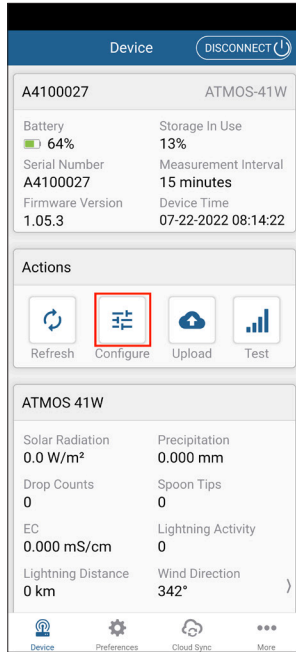 Device
DISCONNECT
A4100027 ATMOS-41W
Battery Storage In Use
64% 13%
Serial Number Measurement Interval
A4100027 15 minutes
Firmware Version Device Time
1.05.3 07-22-2022 08:14:22
Actions
Refresh Configure Upload Test
ATMOS 41W
Solar Radiation Precipitation
0.0 W/m² 0.000 mm
Drop Counts Spoon Tips
0 0
EC Lightning Activity
0.000 mS/cm 0
Lightning Distance Wind Direction
0 km 342°
Device Preferences Cloud Sync More